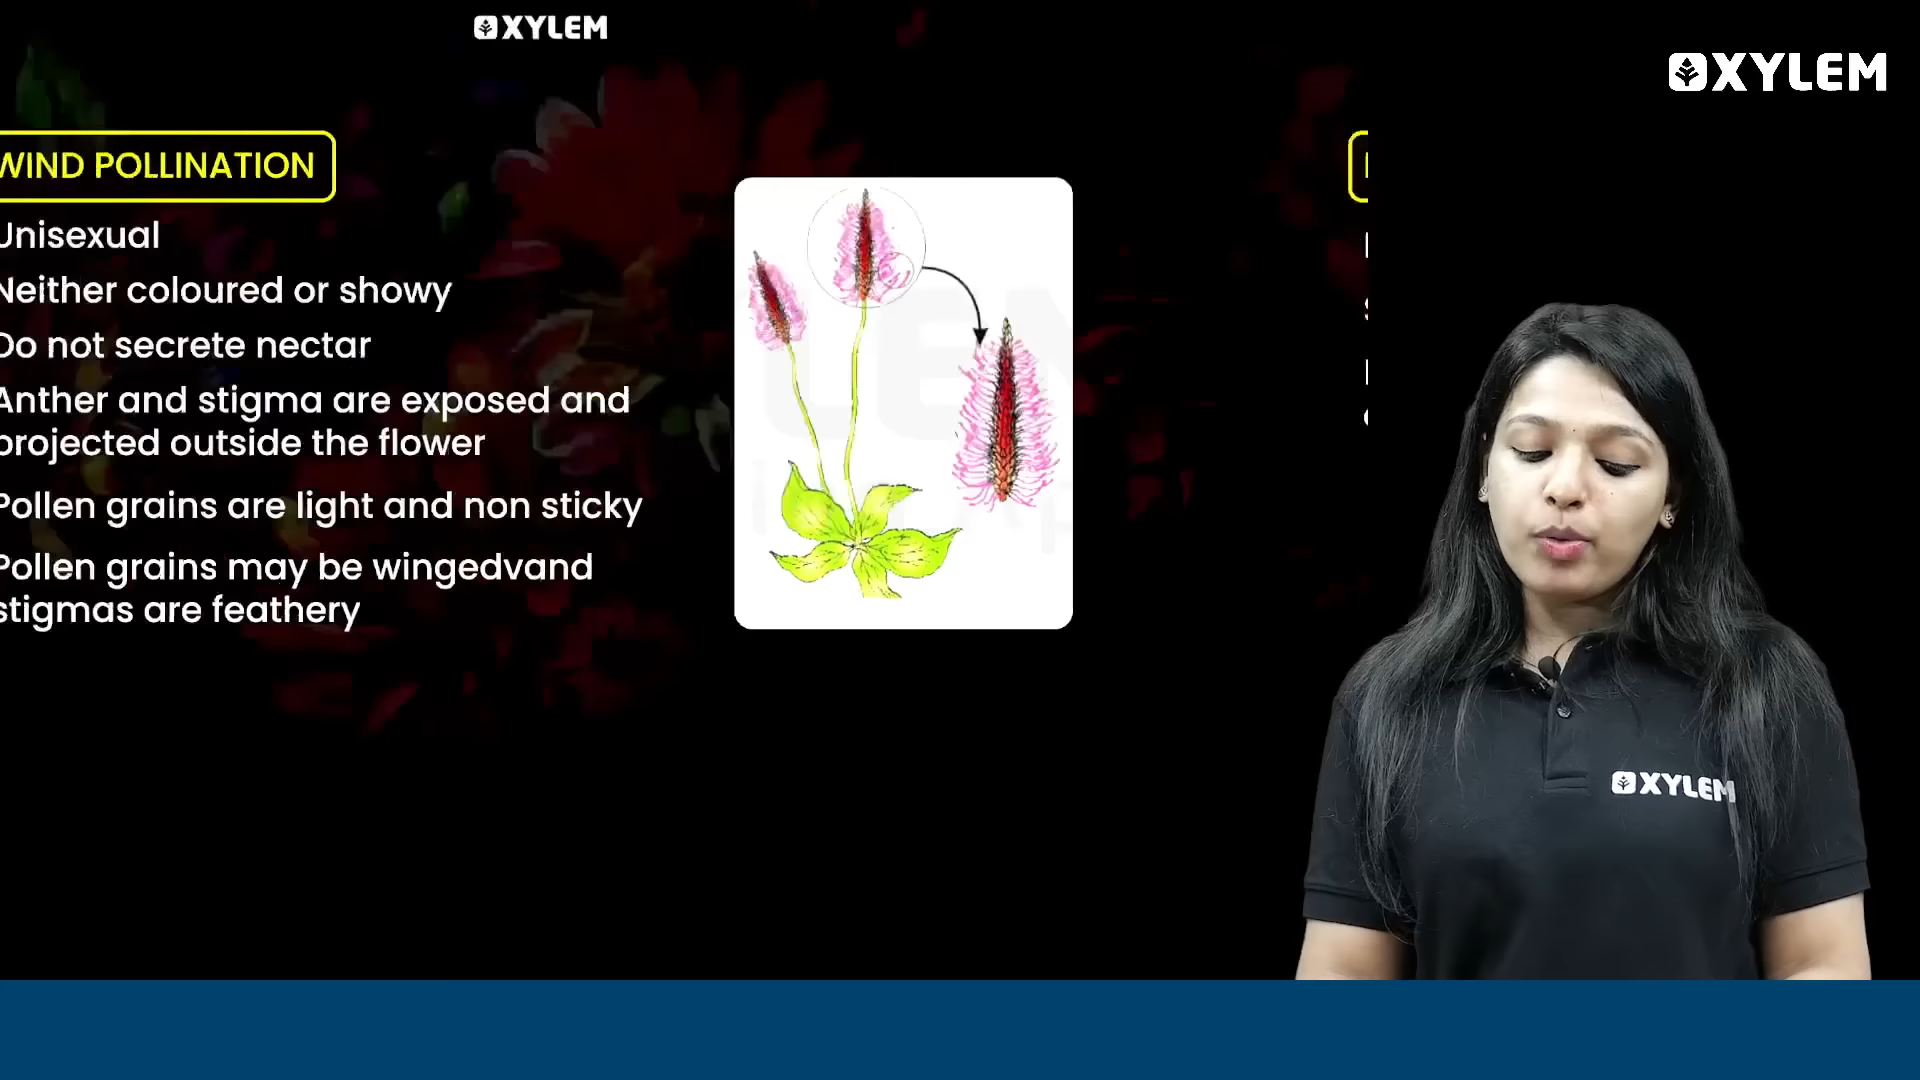 XYLEM
XYLEM
WIND POLLINATION
Unisexual
Neither coloured or showy
Do not secrete nectar
Anther and stigma are exposed and
projected outside the flower
Pollen grains are light and non sticky
Pollen grains may be wingedvand
stigmas are feathery
XYLEM